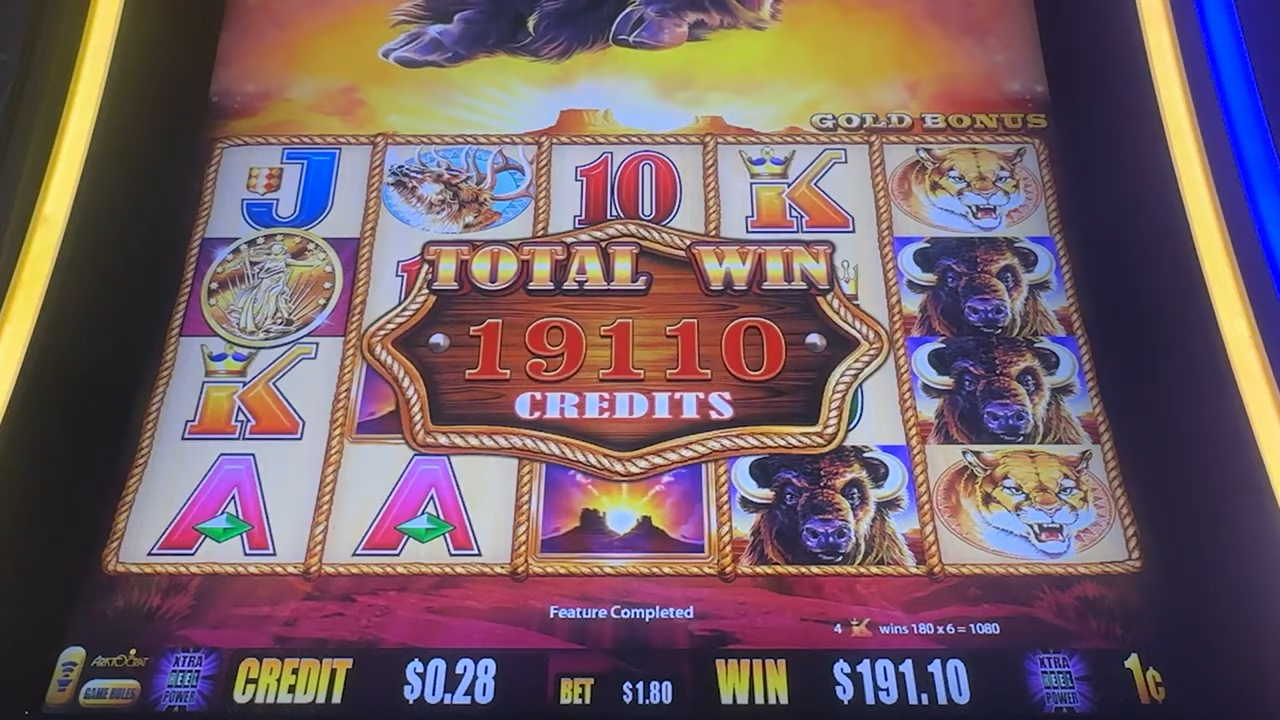 GOLD BONUS
J
10
K
TOTAL WIN
19110
CREDITS
K
A
A
Feature Completed
4 K wins 180 x 6 = 1080
ARISTOCRAT
GAME RULES
XTRA
REEL
POWER
CREDIT $0.28
BET $1.80
WIN $191.10
XTRA
REEL
POWER
1¢